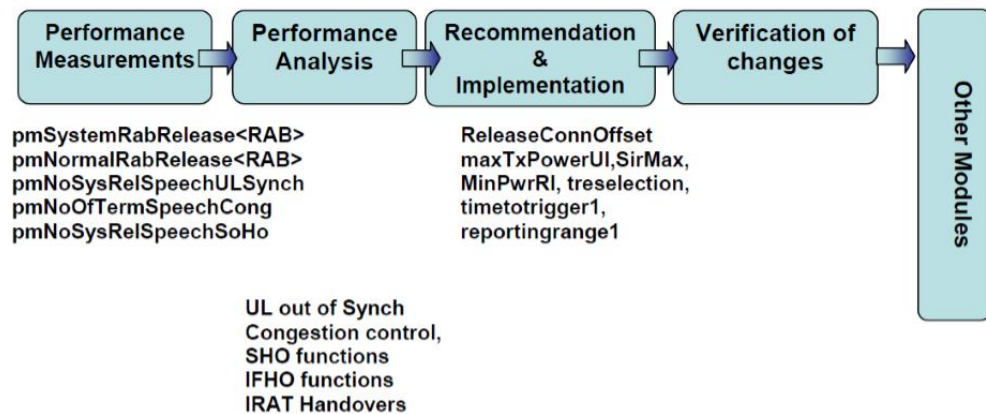 Performance
Measurements
Performance
Analysis
Recommendation
&
Implementation
Verification of
changes
Other Modules
pmSystemRabRelease<RAB>
pmNormalRabRelease<RAB>
pmNoSysRelSpeechULSynch
pmNoOfTermSpeechCong
pmNoSysRelSpeechSoHo
ReleaseConnOffset
maxTxPowerUl,SirMax,
MinPwrRl, treselection,
timetotrigger1,
reportingrange1
UL out of Synch
Congestion control,
SHO functions
IFHO functions
IRAT Handovers